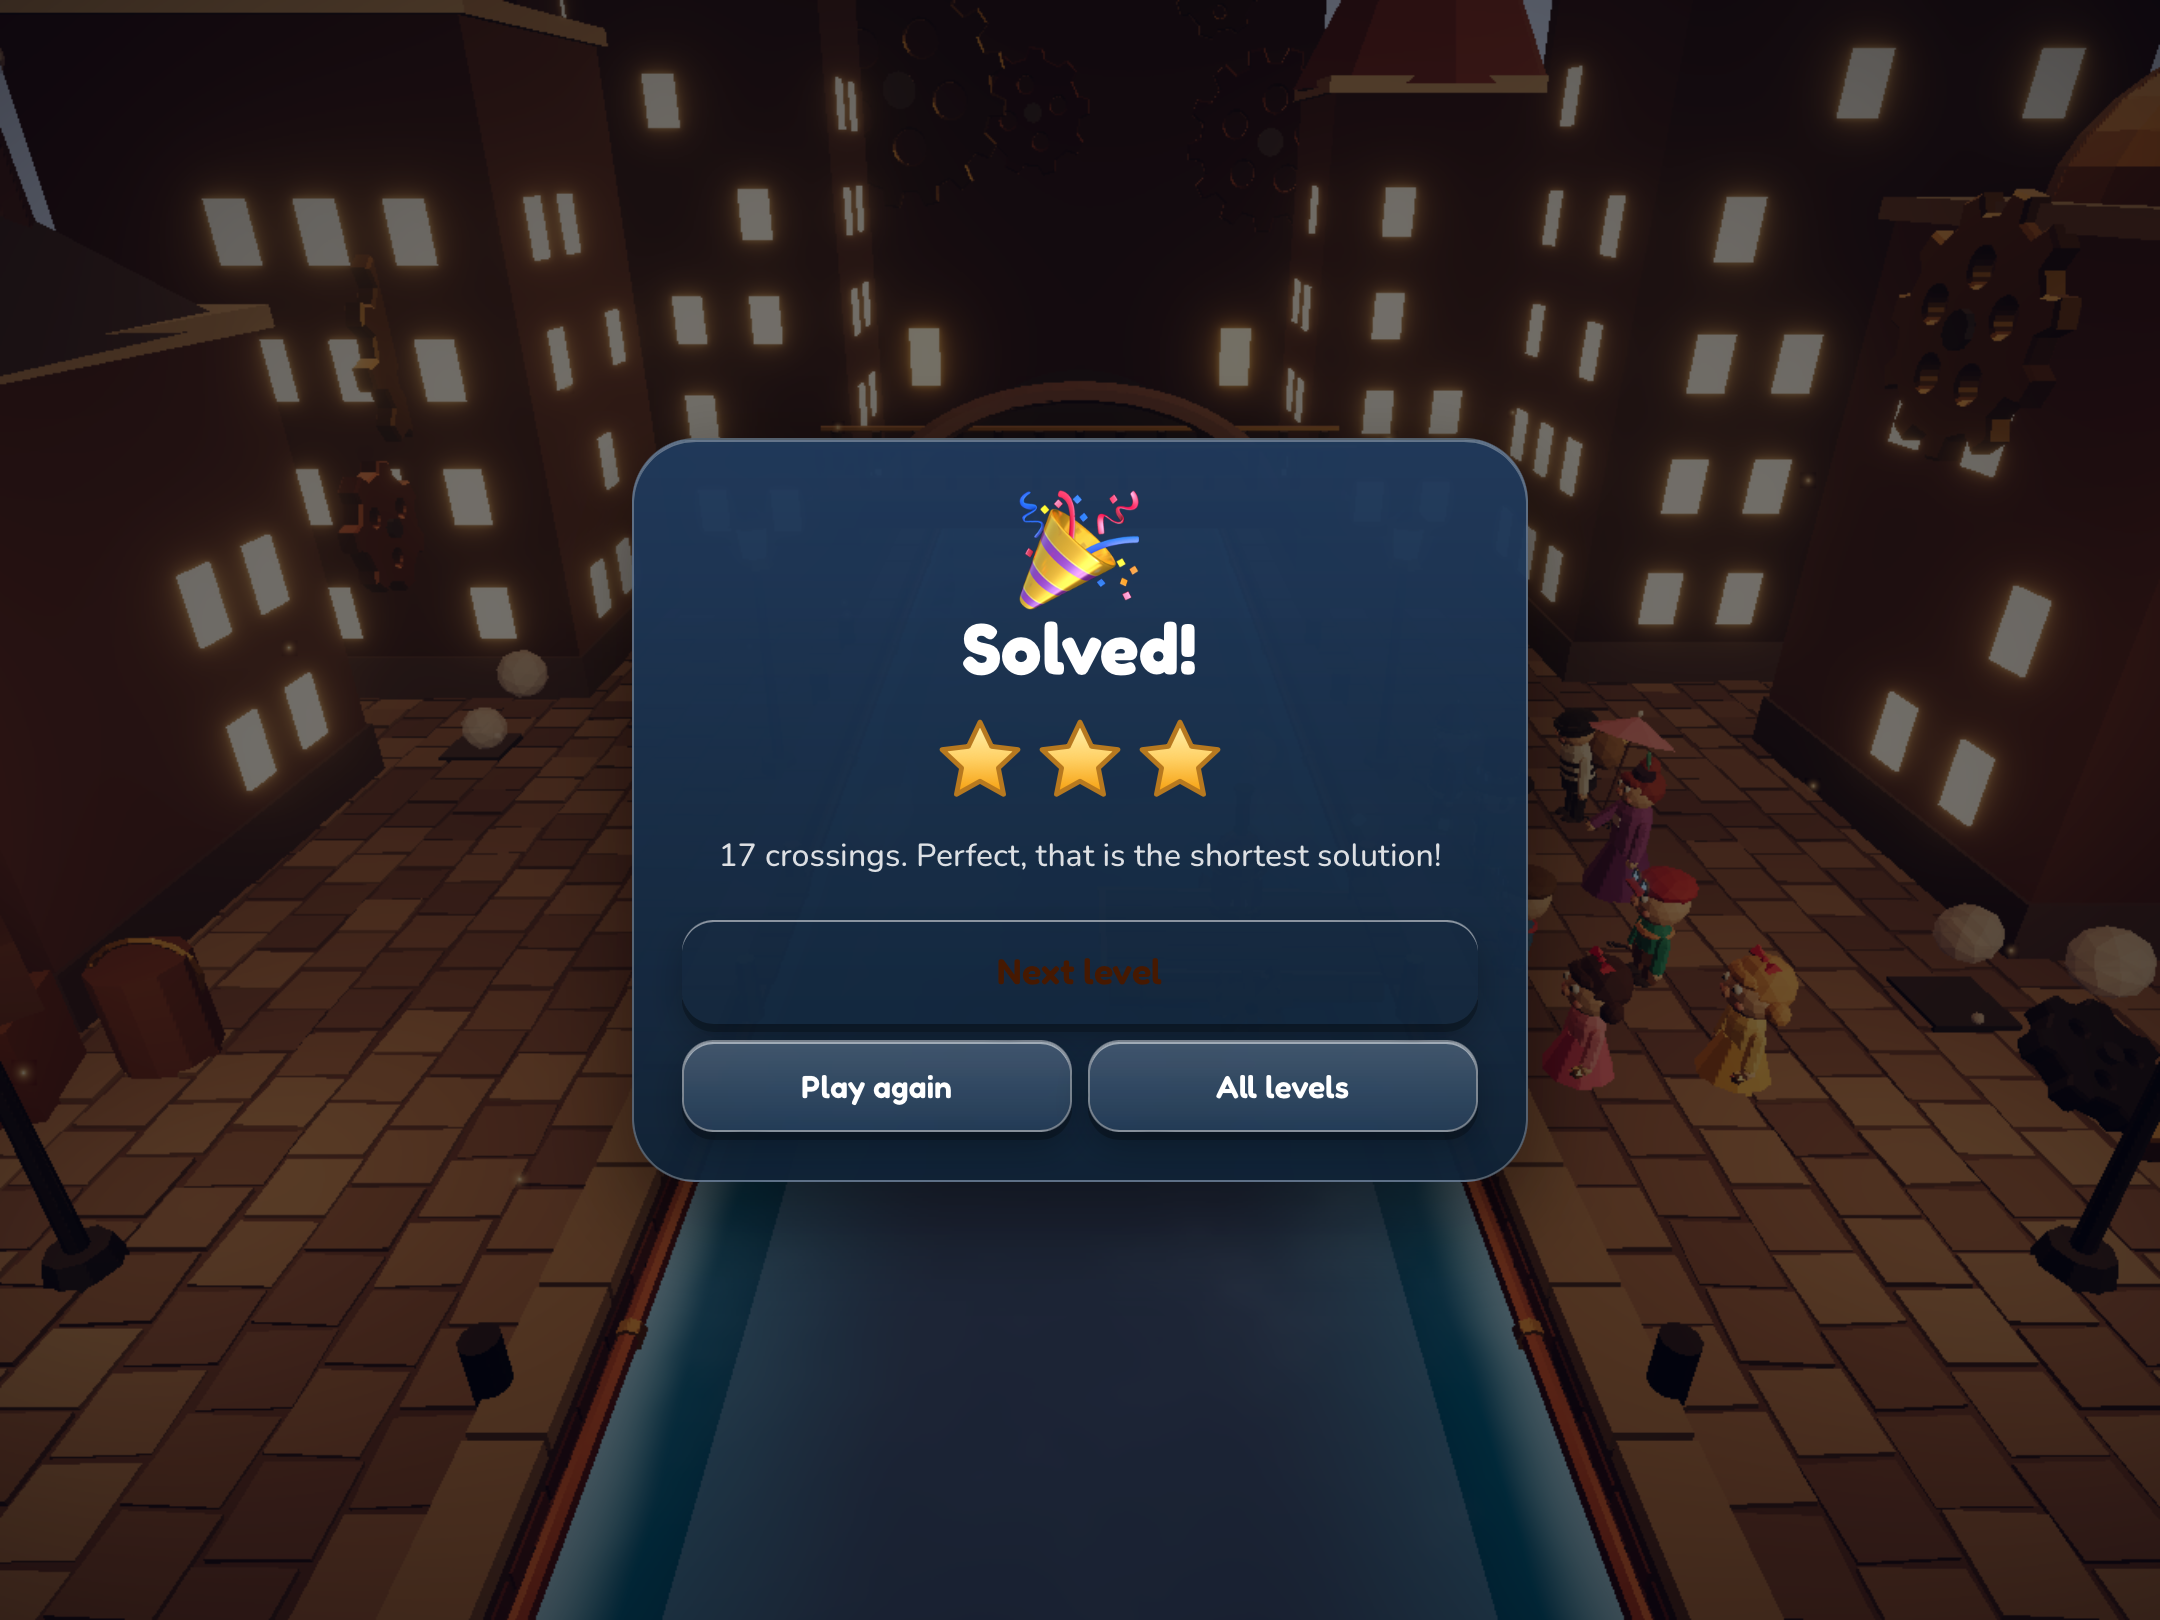 Solved!
17 crossings. Perfect, that is the shortest solution!
Next level
Play again
All levels